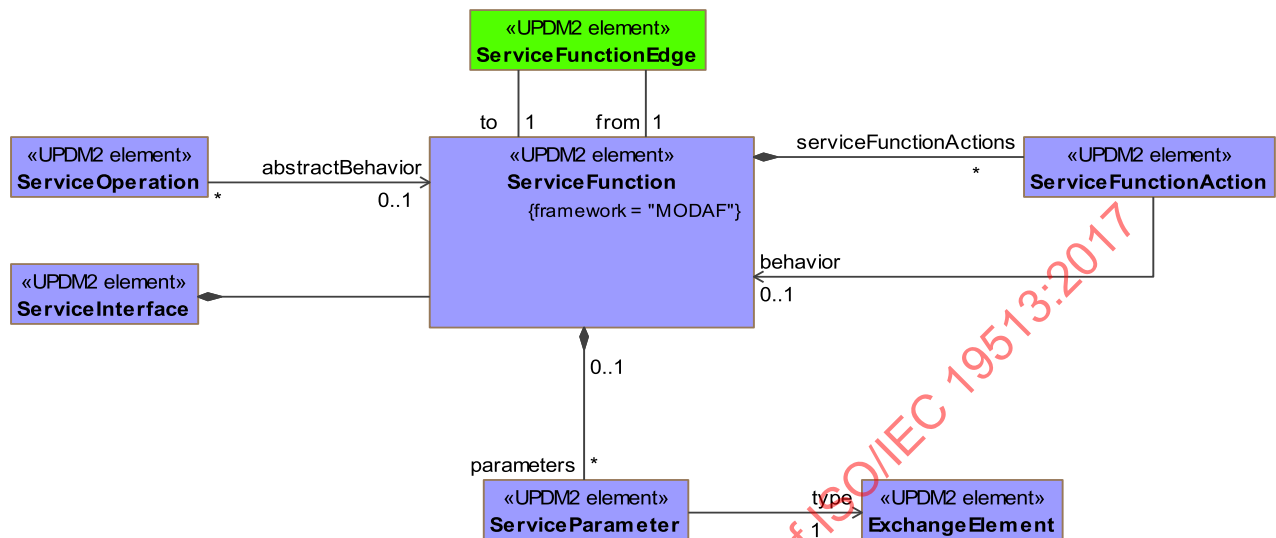 «UPDM2 element»
ServiceFunctionEdge
to
1
from
1
«UPDM2 element»
ServiceOperation
*
abstractBehavior
0..1
«UPDM2 element»
ServiceFunction
{framework = "MODAF"}
serviceFunctionActions
*
«UPDM2 element»
ServiceFunctionAction
behavior
0..1
«UPDM2 element»
ServiceInterface
0..1
parameters
*
«UPDM2 element»
ServiceParameter
type
1
«UPDM2 element»
ExchangeElement
f ISO/IEC 19513:2017